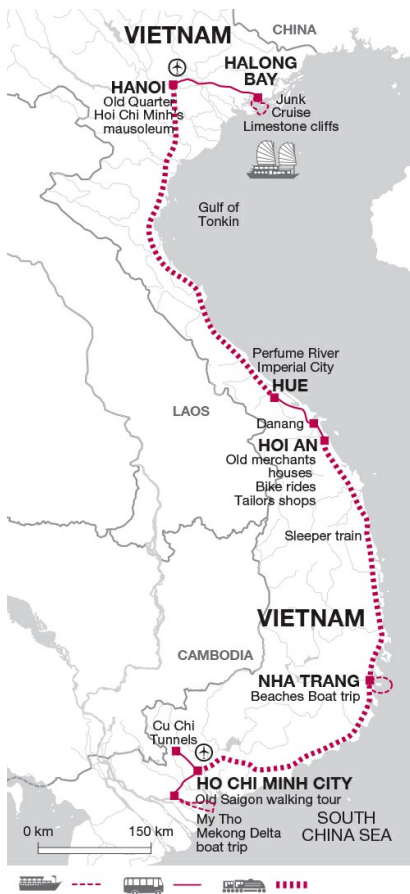 CHINA
VIETNAM
HALONG
BAY
HANOI
Old Quarter
Hoi Chi Minh's
mausoleum
Junk
Cruise
Limestone cliffs
Gulf of
Tonkin
Perfume River
Imperial City
HUE
LAOS
Danang
HOI AN
Old merchants
houses
Bike rides
Tailors shops
Sleeper train
VIETNAM
CAMBODIA
NHA TRANG
Beaches Boat trip
Cu Chi
Tunnels
HO CHI MINH CITY
Old Saigon walking tour
My Tho
Mekong Delta
boat trip
SOUTH
CHINA SEA
0 km 150 km